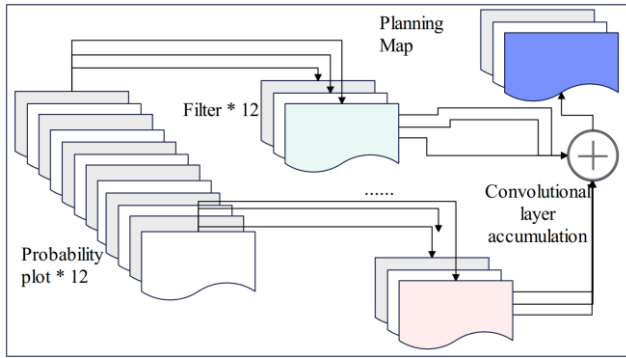 Planning
Map
Filter * 12
......
Convolutional
layer
accumulation
Probability
plot * 12